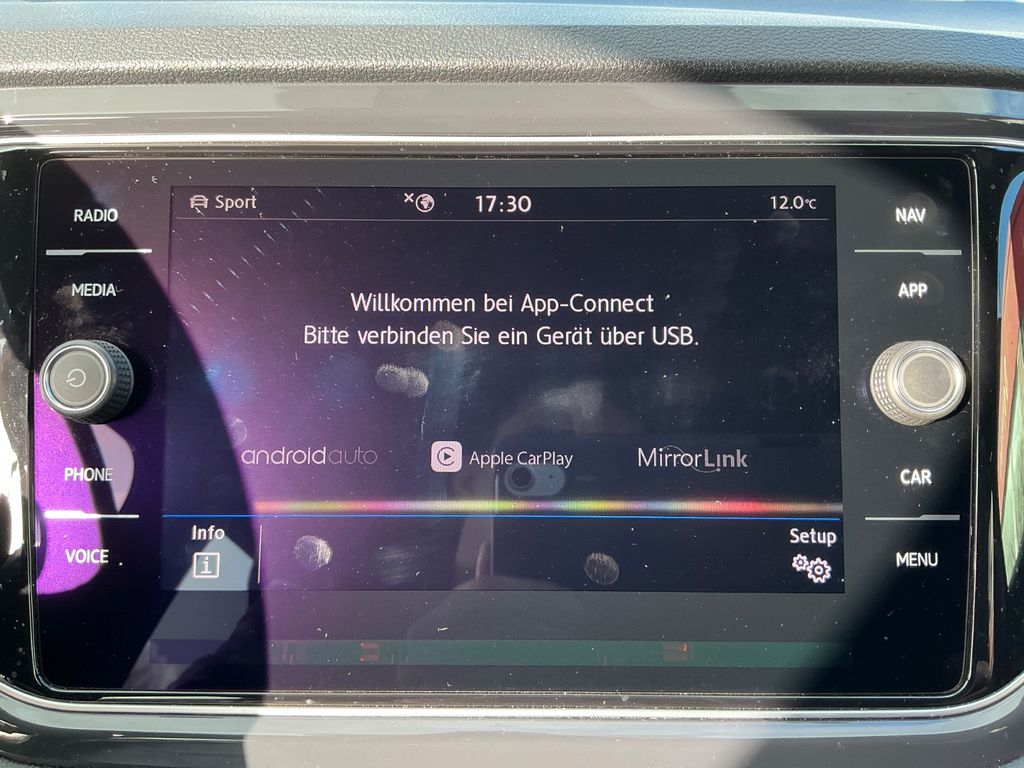 RADIO
MEDIA
PHONE
VOICE
Sport
17:30
12.0°C
Willkommen bei App-Connect
Bitte verbinden Sie ein Gerät über USB.
androidauto
Apple CarPlay
MirrorLink
Info
i
Setup
NAV
APP
CAR
MENU